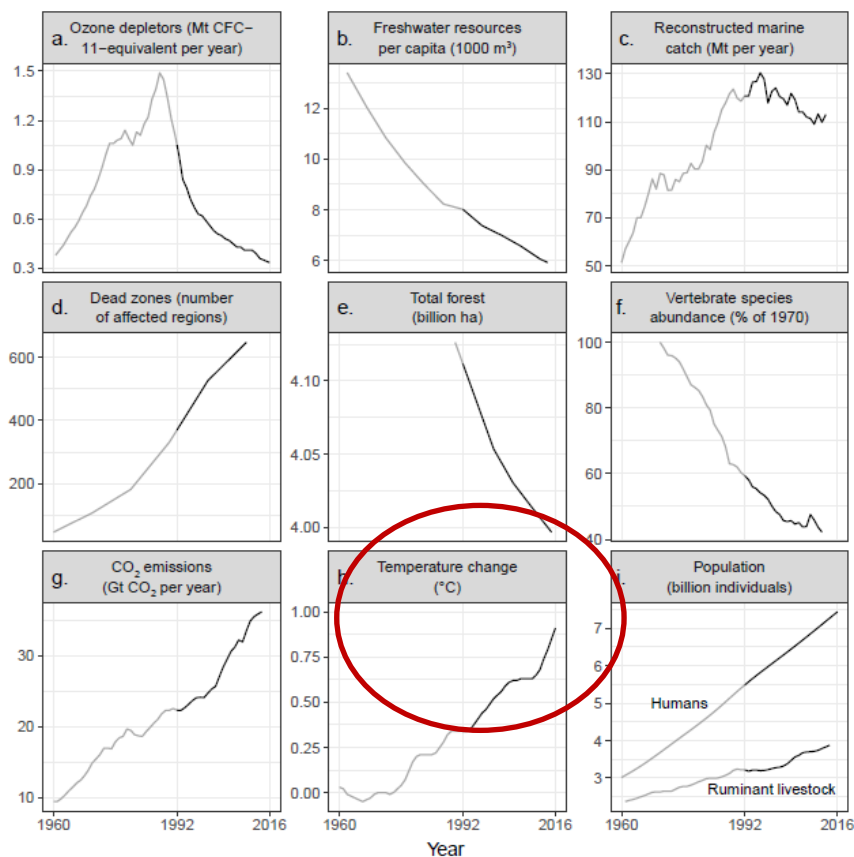 a. Ozone depletors (Mt CFC−
11−equivalent per year)
b. Freshwater resources
per capita (1000 m³)
c. Reconstructed marine
catch (Mt per year)
1.5
1.2
0.9
0.6
0.3
12
10
8
6
130
110
90
70
50
d. Dead zones (number
of affected regions)
e. Total forest
(billion ha)
f. Vertebrate species
abundance (% of 1970)
600
400
200
4.10
4.05
4.00
100
80
60
40
g. CO₂ emissions
(Gt CO₂ per year)
h. Temperature change
(°C)
i. Population
(billion individuals)
30
20
10
1.00
0.75
0.50
0.25
0.00
7
6
5
4
3
Humans
Ruminant livestock
1960 1992 2016
1960 1992 2016
1960 1992 2016
Year